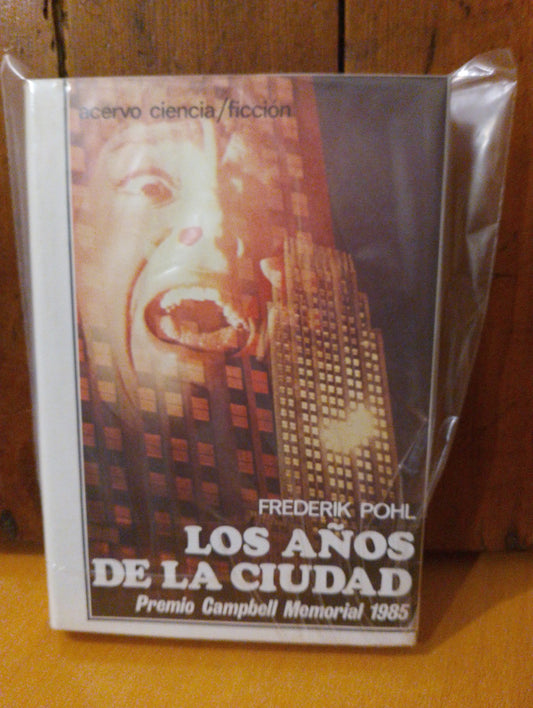 acervo ciencia/ficción
FREDERIK POHL
LOS AÑOS
DE LA CIUDAD
Premio Campbell Memorial 1985